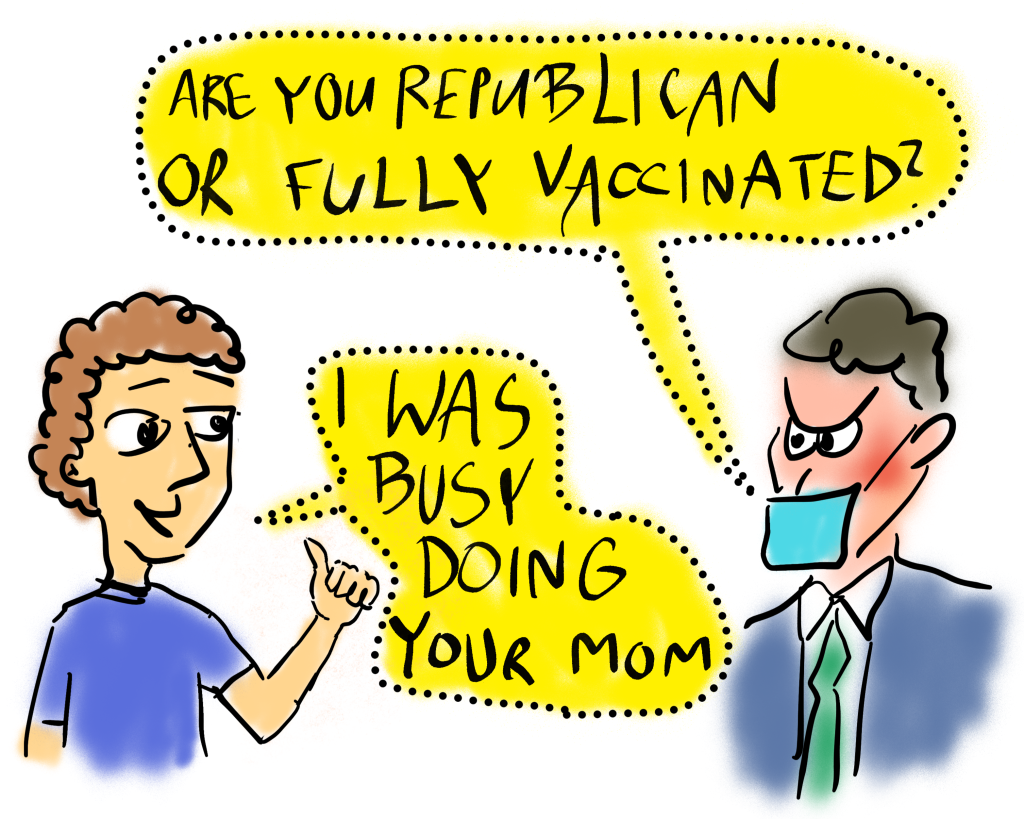 ARE YOU REPUBLICAN
OR FULLY VACCINATED?
I WAS
BUSY
DOING
YOUR MOM